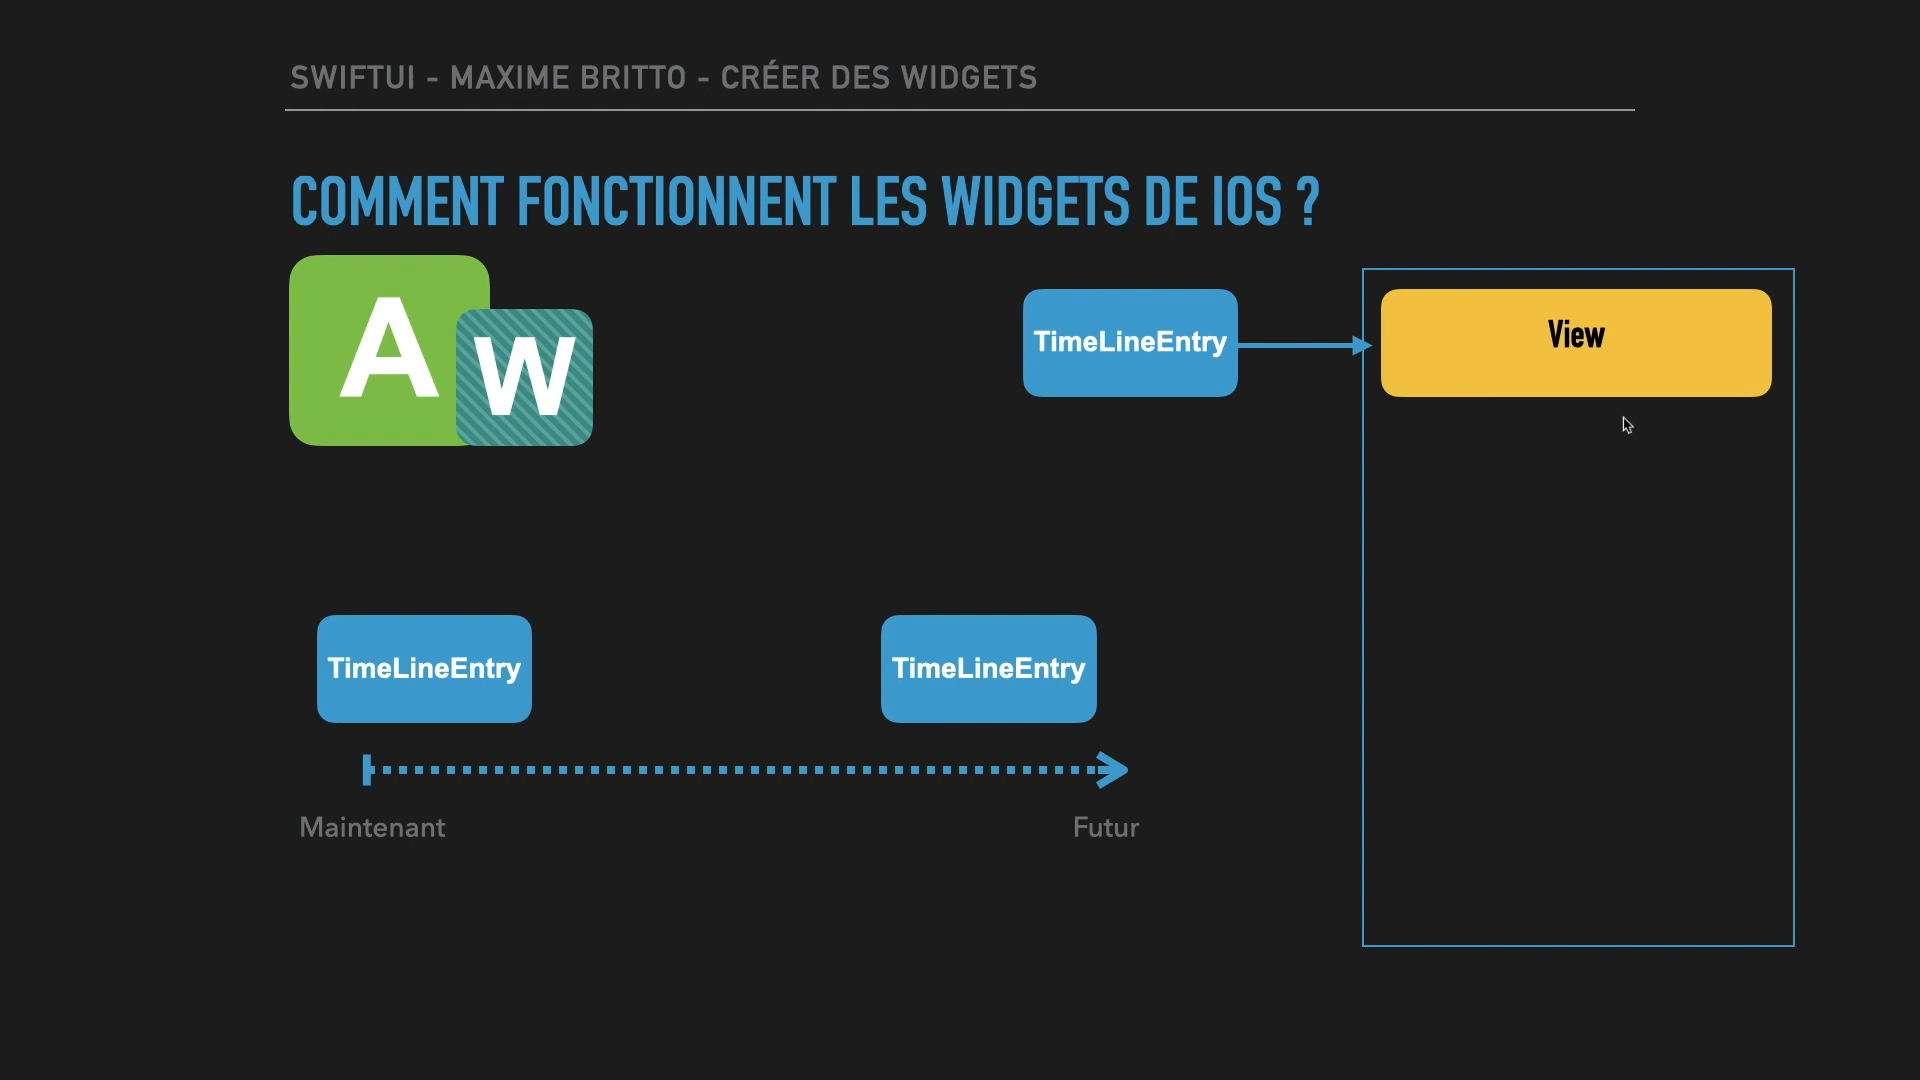 SWIFTUI - MAXIME BRITTO - CRÉER DES WIDGETS
COMMENT FONCTIONNENT LES WIDGETS DE IOS ?
A
W
TimeLineEntry
View
TimeLineEntry
TimeLineEntry
Maintenant
Futur